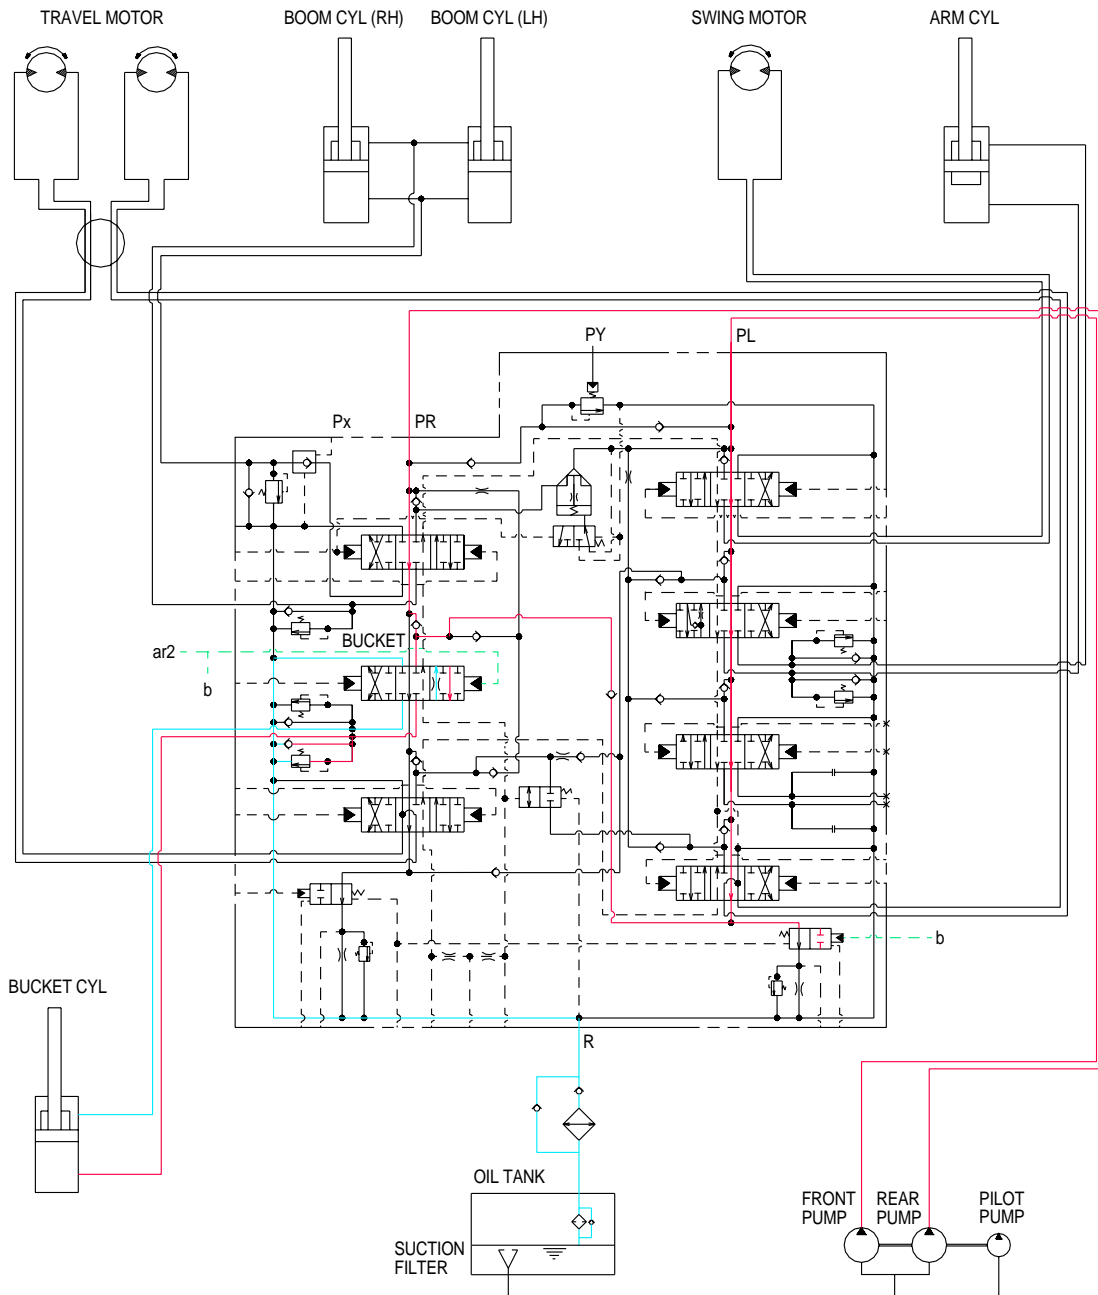 TRAVEL MOTOR
BOOM CYL (RH)
BOOM CYL (LH)
SWING MOTOR
ARM CYL
PY
PL
Px
PR
BUCKET
ar2
b
b
BUCKET CYL
R
OIL TANK
SUCTION
FILTER
FRONT
PUMP
REAR
PUMP
PILOT
PUMP